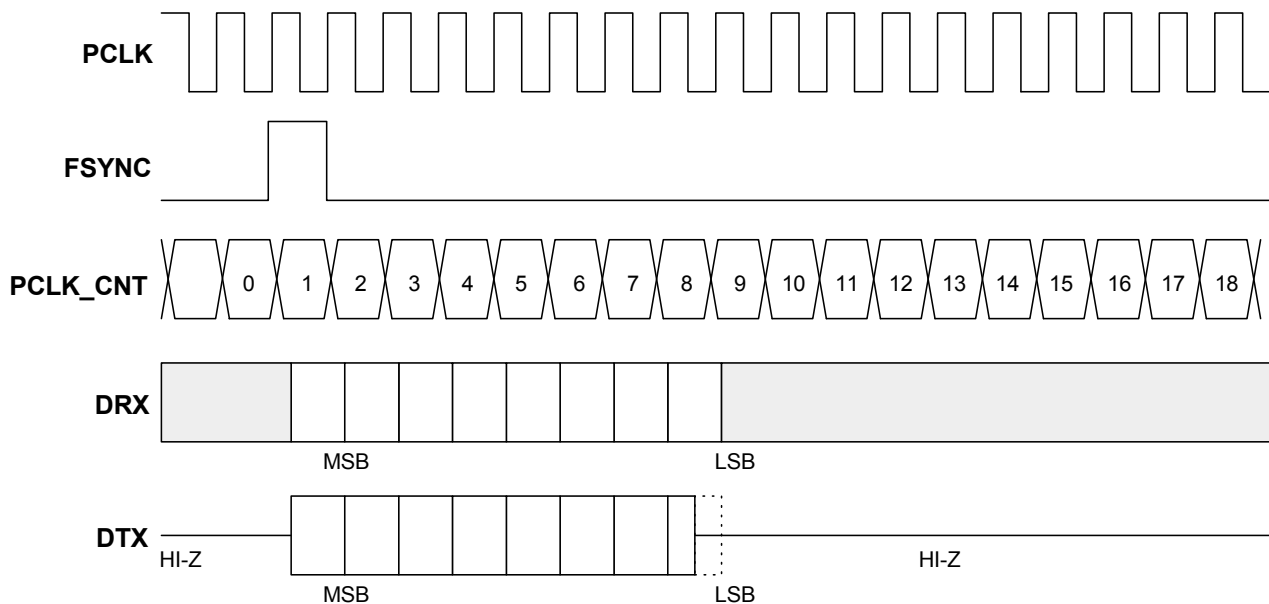 PCLK
FSYNC
PCLK_CNT 0 1 2 3 4 5 6 7 8 9 10 11 12 13 14 15 16 17 18
DRX
MSB LSB
DTX
HI-Z HI-Z
MSB LSB